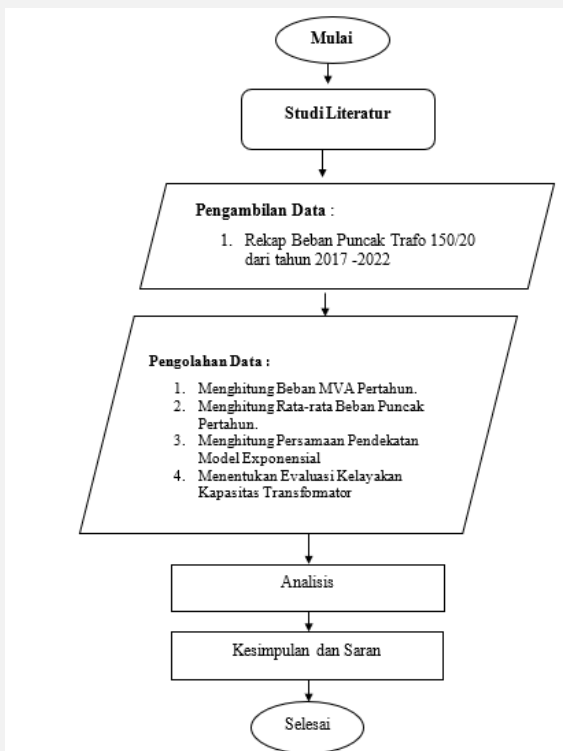 Mulai
Studi Literatur
Pengambilan Data :
1. Rekap Beban Puncak Trafo 150/20
dari tahun 2017 -2022
Pengolahan Data :
1. Menghitung Beban MVA Pertahun.
2. Menghitung Rata-rata Beban Puncak
Pertahun.
3. Menghitung Persamaan Pendekatan
Model Exponensial
4. Menentukan Evaluasi Kelayakan
Kapasitas Transformator
Analisis
Kesimpulan dan Saran
Selesai